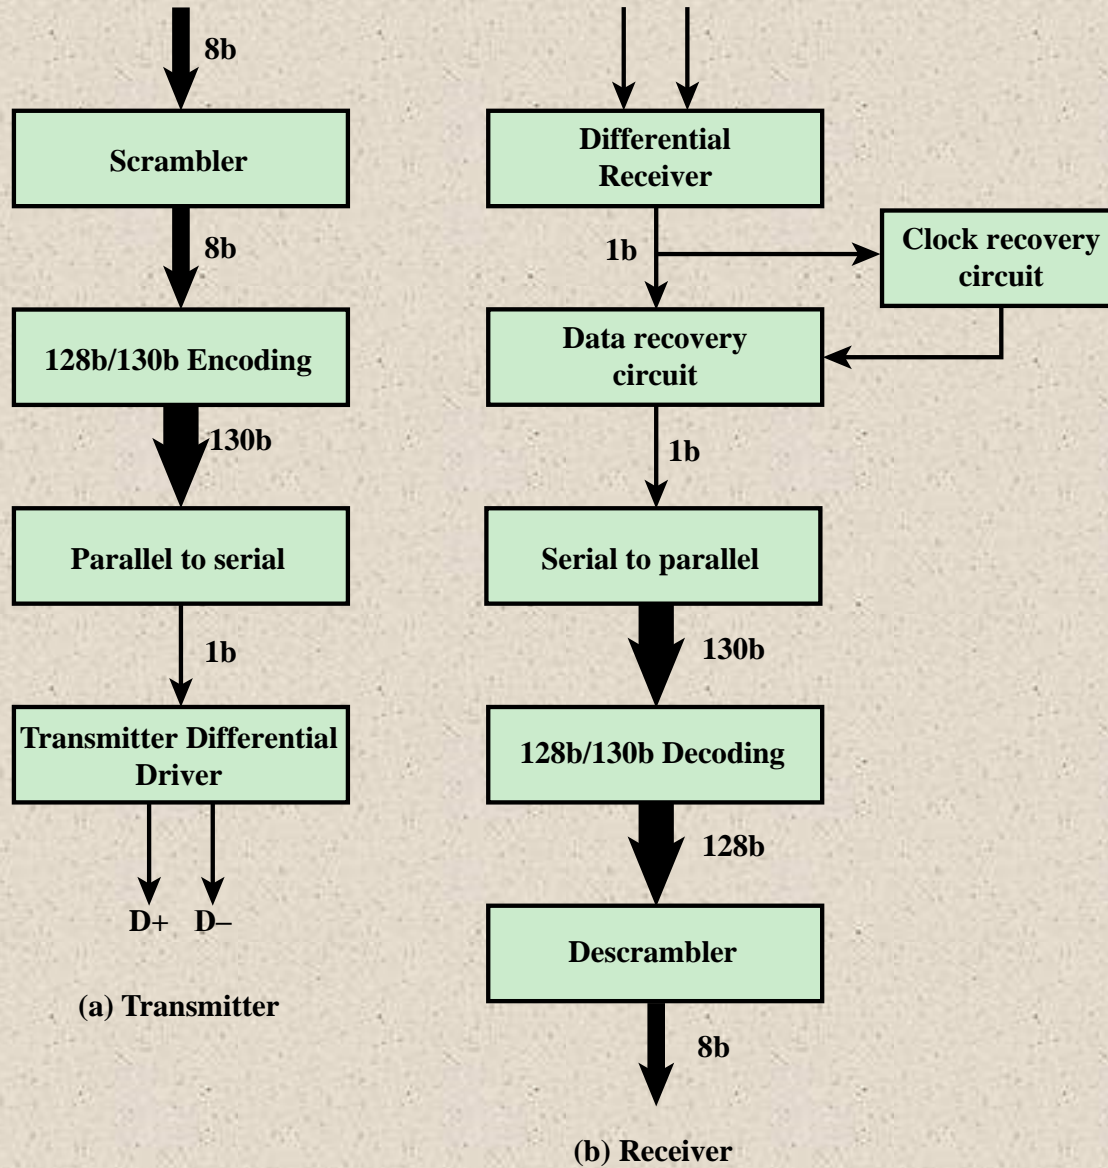 8b
Scrambler
8b
128b/130b Encoding
130b
Parallel to serial
1b
Transmitter Differential
Driver
D+ D–
(a) Transmitter
Differential
Receiver
1b
Clock recovery
circuit
Data recovery
circuit
1b
Serial to parallel
130b
128b/130b Decoding
128b
Descrambler
8b
(b) Receiver